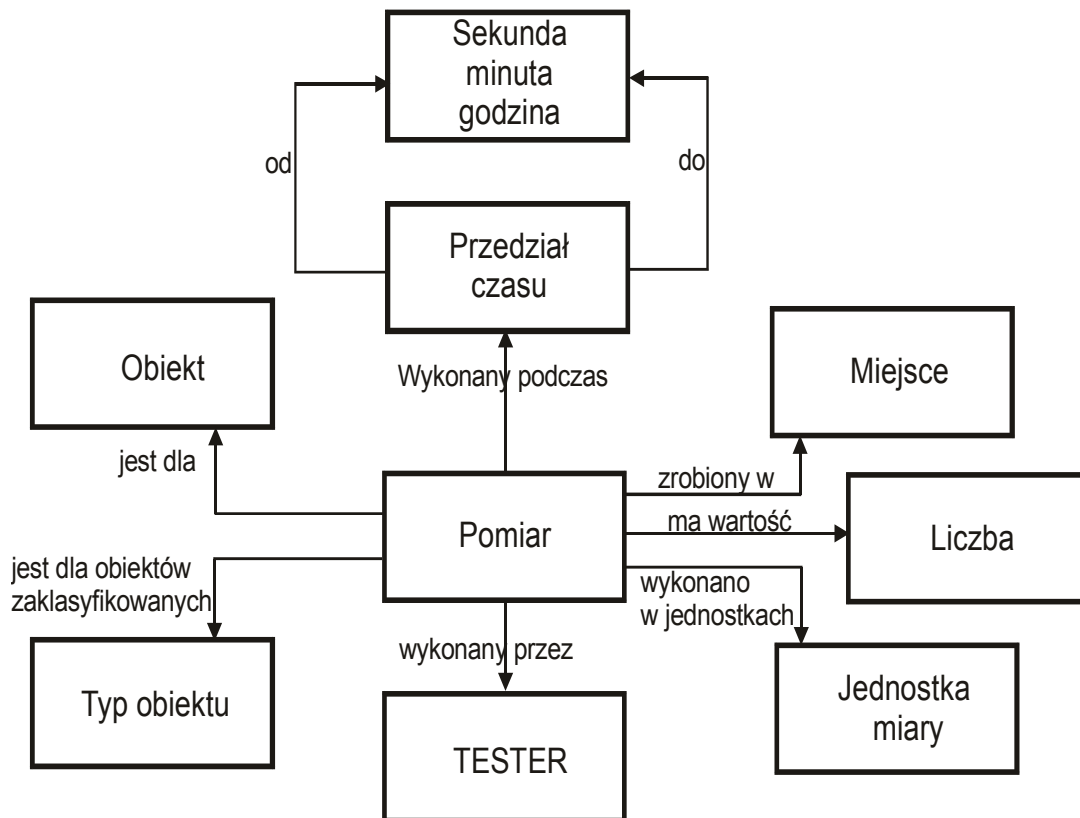 Sekunda
minuta
godzina
od
do
Przedział
czasu
Obiekt
Wykonany podczas
Miejsce
jest dla
zrobiony w
Pomiar
ma wartość
Liczba
jest dla obiektów
zaklasyfikowanych
wykonano
w jednostkach
wykonany przez
Typ obiektu
Jednostka
miary
TESTER